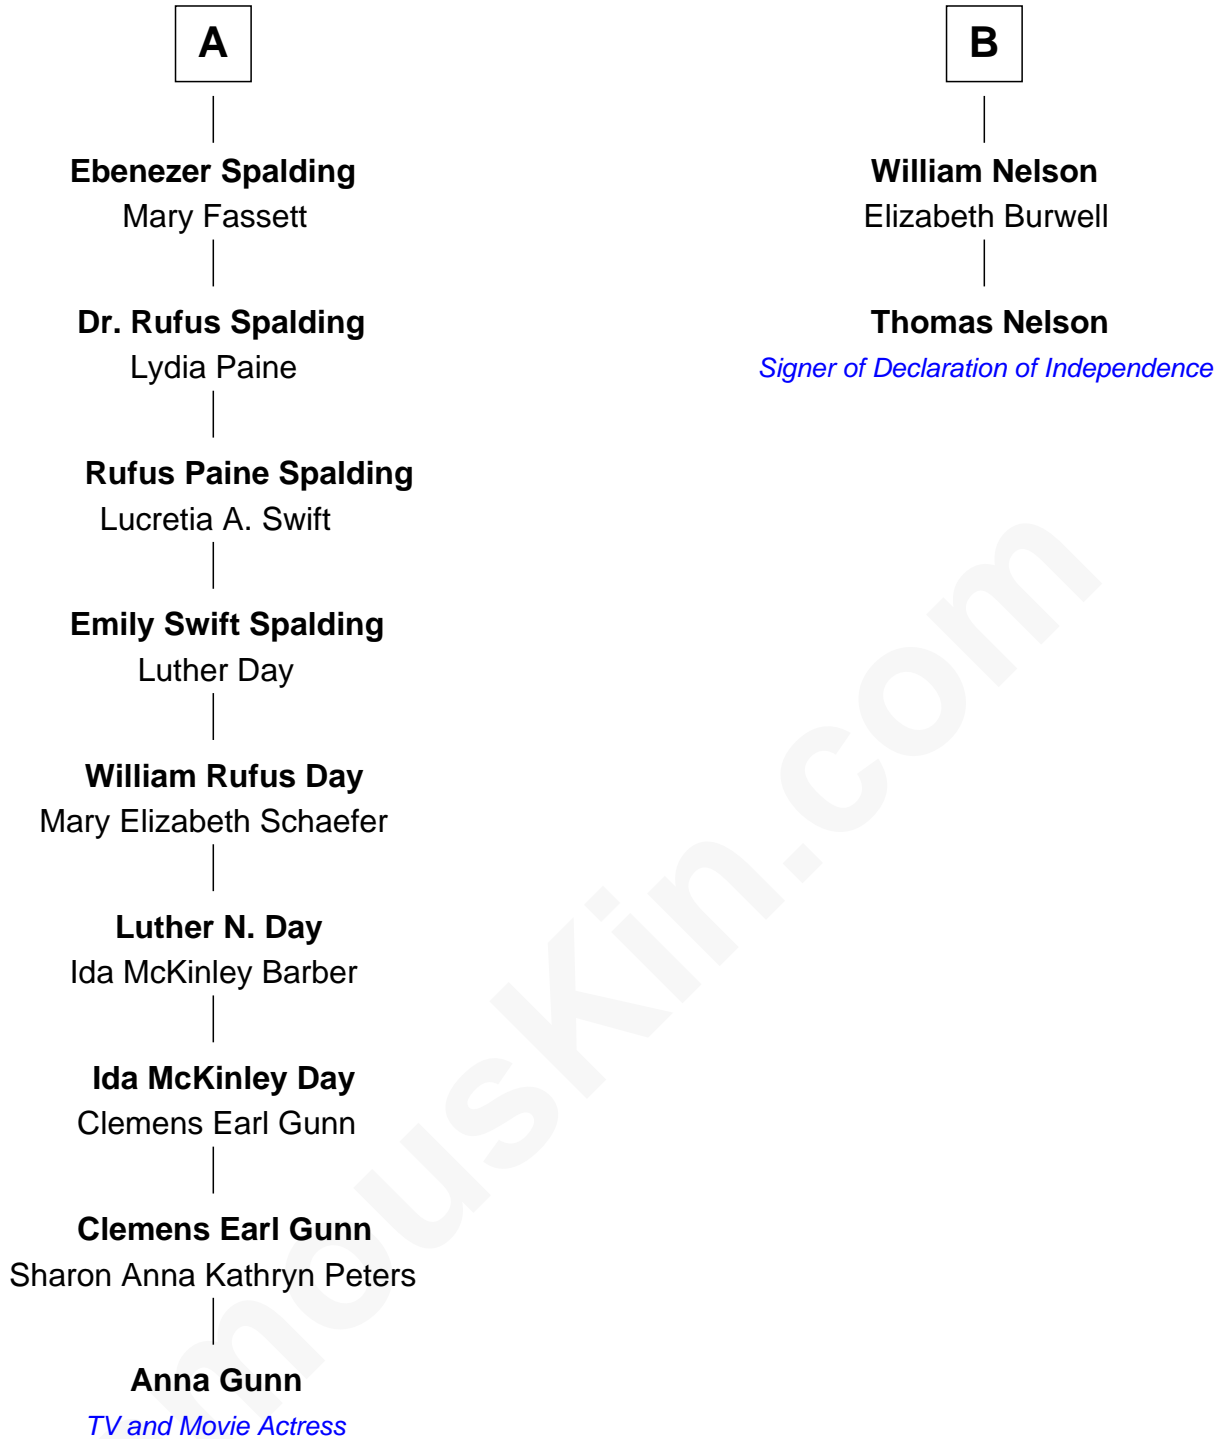 A
Ebenezer Spalding
Mary Fassett
Dr. Rufus Spalding
Lydia Paine
Rufus Paine Spalding
Lucretia A. Swift
Emily Swift Spalding
Luther Day
William Rufus Day
Mary Elizabeth Schaefer
Luther N. Day
Ida McKinley Barber
Ida McKinley Day
Clemens Earl Gunn
Clemens Earl Gunn
Sharon Anna Kathryn Peters
Anna Gunn
TV and Movie Actress
B
William Nelson
Elizabeth Burwell
Thomas Nelson
Signer of Declaration of Independence
mousKin.com